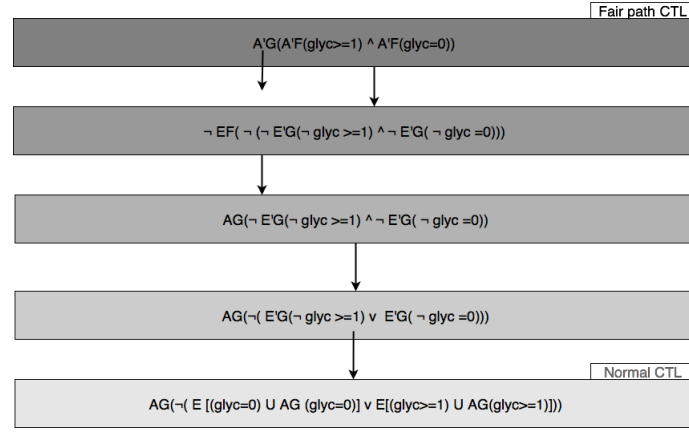 Fair path CTL
A'G(A'F(glyc>=1) ^ A'F(glyc=0))
¬ EF( ¬ (¬ E'G(¬ glyc >=1) ^ ¬ E'G( ¬ glyc =0)))
AG(¬ E'G(¬ glyc >=1) ^ ¬ E'G( ¬ glyc =0))
AG(¬( E'G(¬ glyc >=1) v E'G( ¬ glyc =0)))
Normal CTL
AG(¬( E [(glyc=0) U AG (glyc=0)] v E[(glyc>=1) U AG(glyc>=1)]))